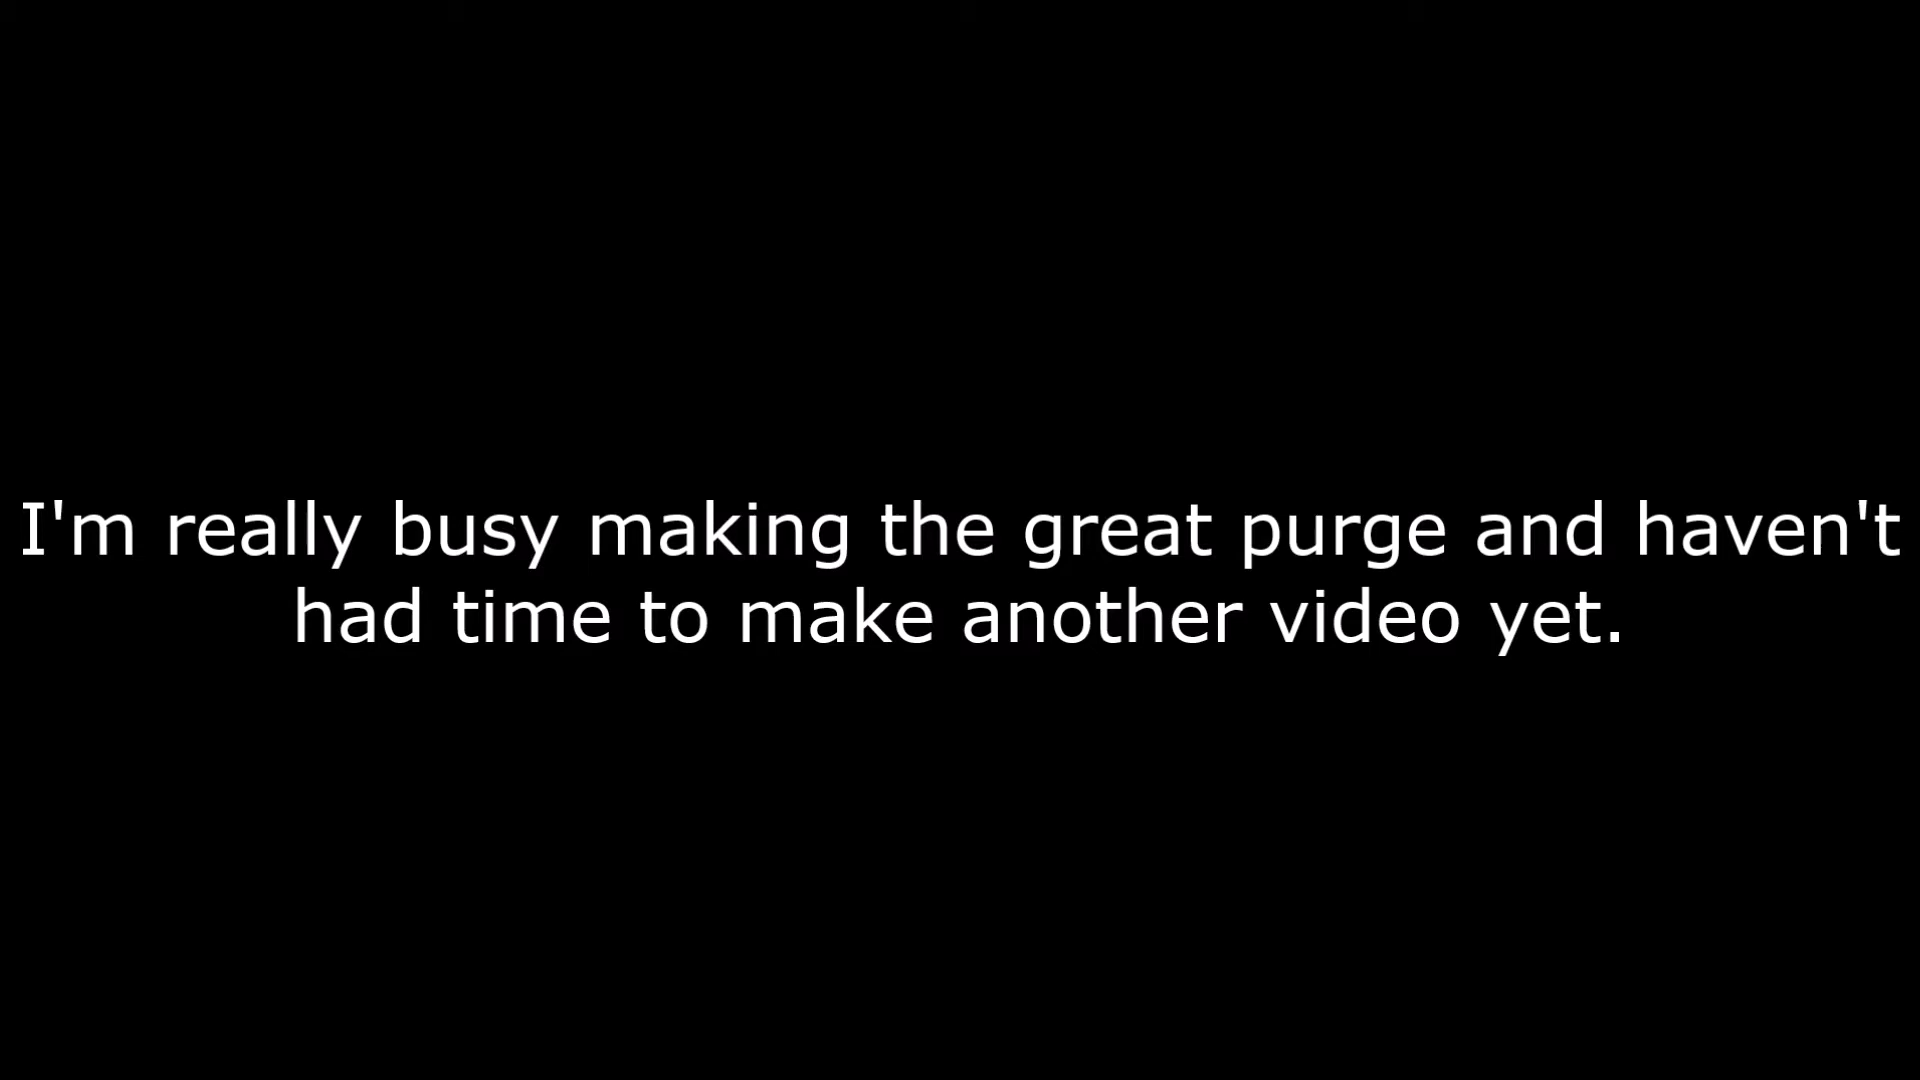 I'm really busy making the great purge and haven't
had time to make another video yet.